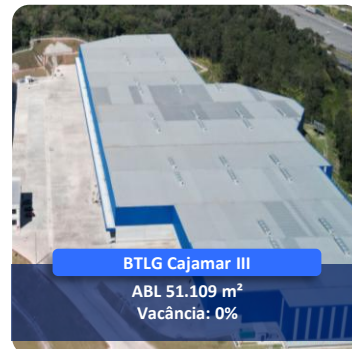 BTLG Cajamar III
ABL 51.109 m²
Vacância: 0%